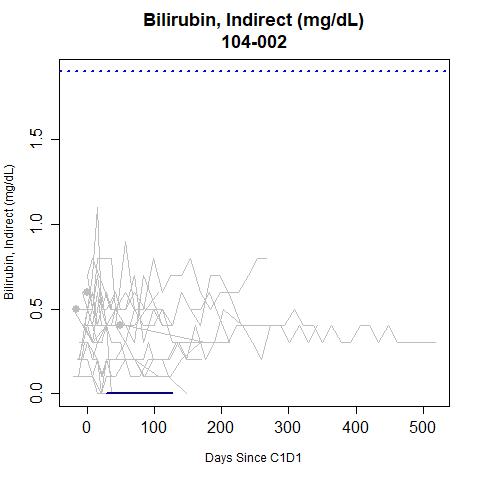 Bilirubin, Indirect (mg/dL)
104-002
Bilirubin, Indirect (mg/dL)
1.5
1.0
0.5
0.0
0 100 200 300 400 500
Days Since C1D1